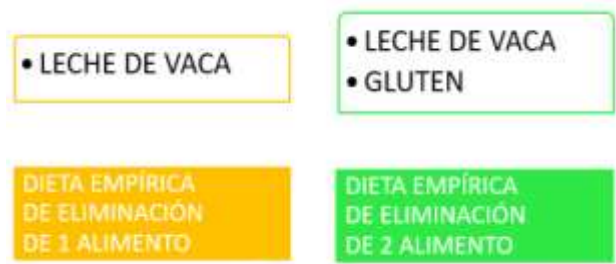 • LECHE DE VACA
• LECHE DE VACA
• GLUTEN
DIETA EMPÍRICA
DE ELIMINACIÓN
DE 1 ALIMENTO
DIETA EMPÍRICA
DE ELIMINACIÓN
DE 2 ALIMENTO